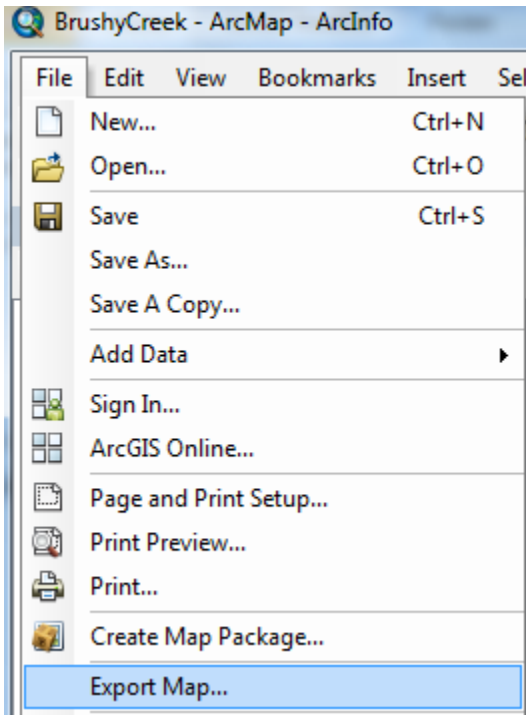 BrushyCreek - ArcMap - ArcInfo
File Edit View Bookmarks Insert Sel
New... Ctrl+N
Open... Ctrl+O
Save Ctrl+S
Save As...
Save A Copy...
Add Data
Sign In...
ArcGIS Online...
Page and Print Setup...
Print Preview...
Print...
Create Map Package...
Export Map...